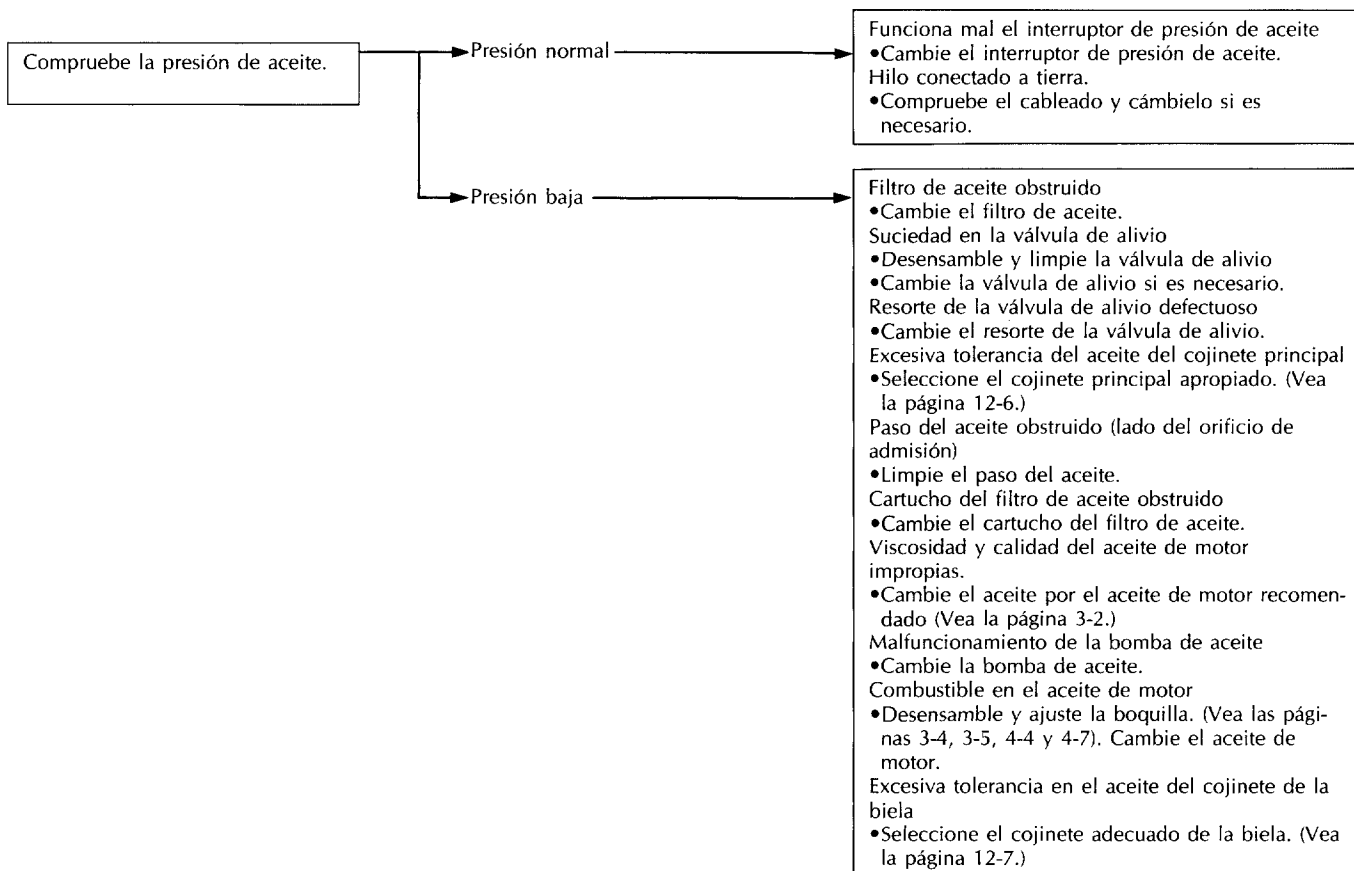 Compruebe la presión de aceite.
Presión normal
Funciona mal el interruptor de presión de aceite
•Cambie el interruptor de presión de aceite.
Hilo conectado a tierra.
•Compruebe el cableado y cámbielo si es
necesario.
Presión baja
Filtro de aceite obstruido
•Cambie el filtro de aceite.
Suciedad en la válvula de alivio
•Desensamble y limpie la válvula de alivio
•Cambie la válvula de alivio si es necesario.
Resorte de la válvula de alivio defectuoso
•Cambie el resorte de la válvula de alivio.
Excesiva tolerancia del aceite del cojinete principal
•Seleccione el cojinete principal apropiado. (Vea
la página 12-6.)
Paso del aceite obstruido (lado del orificio de
admisión)
•Limpie el paso del aceite.
Cartucho del filtro de aceite obstruido
•Cambie el cartucho del filtro de aceite.
Viscosidad y calidad del aceite de motor
impropias.
•Cambie el aceite por el aceite de motor recomen-
dado (Vea la página 3-2.)
Malfuncionamiento de la bomba de aceite
•Cambie la bomba de aceite.
Combustible en el aceite de motor
•Desensamble y ajuste la boquilla. (Vea las pági-
nas 3-4, 3-5, 4-4 y 4-7). Cambie el aceite de
motor.
Excesiva tolerancia en el aceite del cojinete de la
biela
•Seleccione el cojinete adecuado de la biela. (Vea
la página 12-7.)